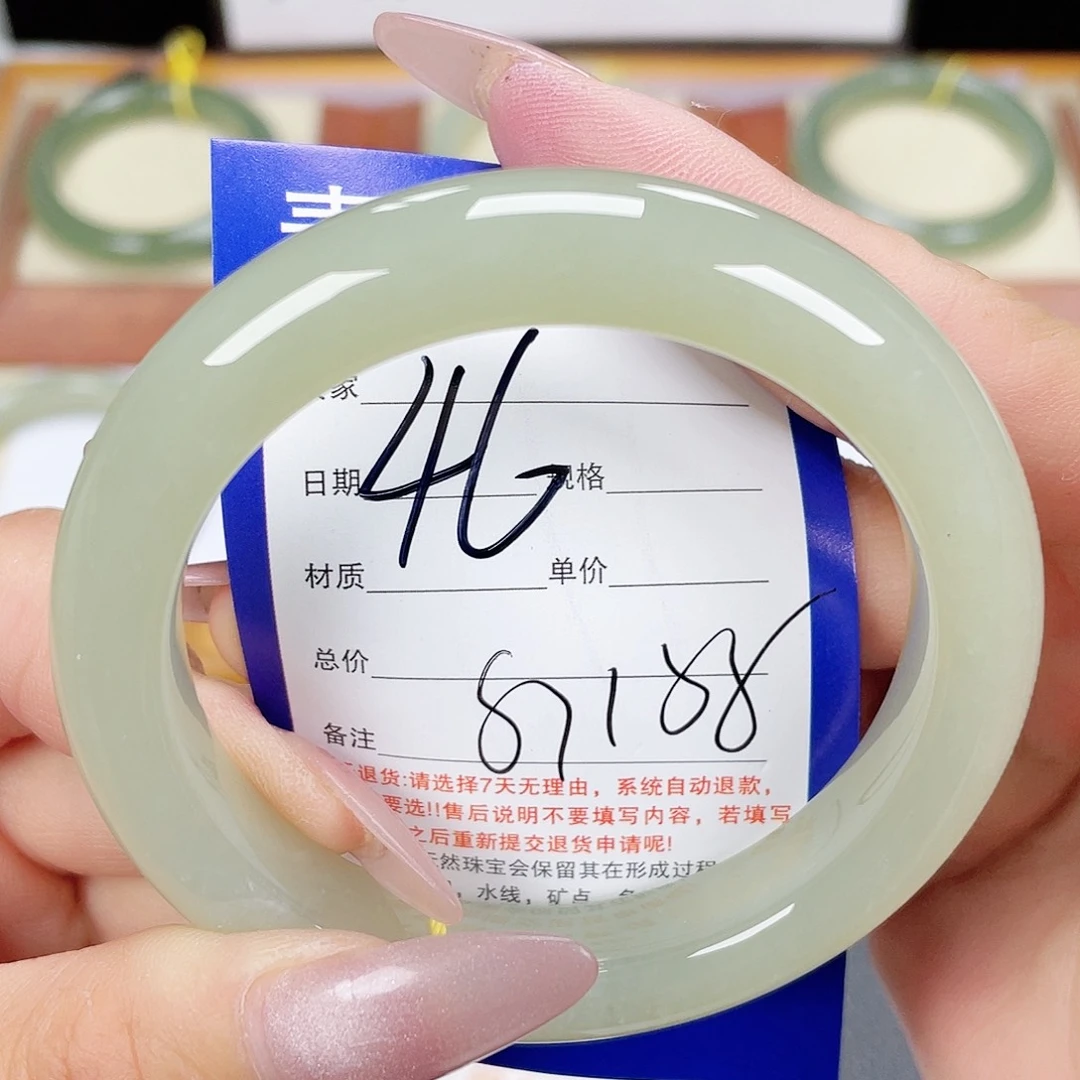 家
46
日期 规格
材质 单价
总价
87188
备注
退货:请选择7天无理由，系统自动退款，
要选!!售后说明不要填写内容，若填写
之后重新提交退货申请呢!
天然珠宝会保留其在形成过程
，水线，矿点